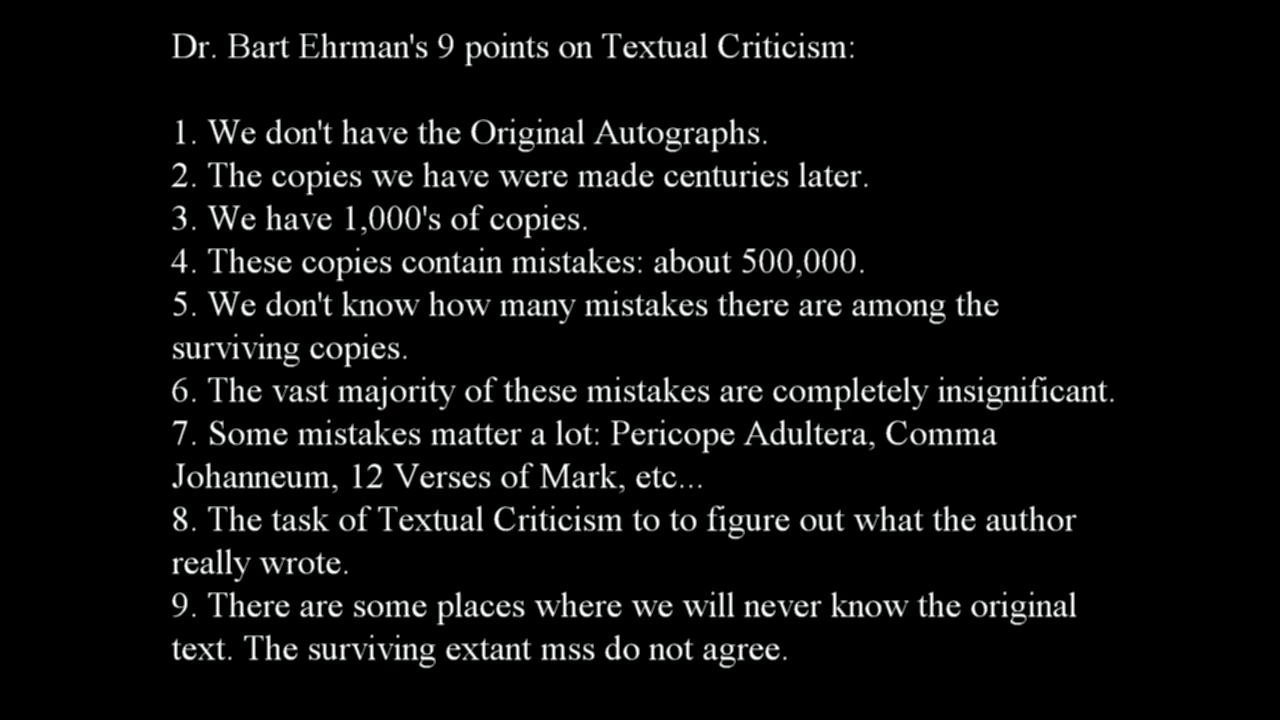 Dr. Bart Ehrman's 9 points on Textual Criticism:
1. We don't have the Original Autographs.
2. The copies we have were made centuries later.
3. We have 1,000's of copies.
4. These copies contain mistakes: about 500,000.
5. We don't know how many mistakes there are among the
surviving copies.
6. The vast majority of these mistakes are completely insignificant.
7. Some mistakes matter a lot: Pericope Adultera, Comma
Johanneum, 12 Verses of Mark, etc...
8. The task of Textual Criticism to to figure out what the author
really wrote.
9. There are some places where we will never know the original
text. The surviving extant mss do not agree.